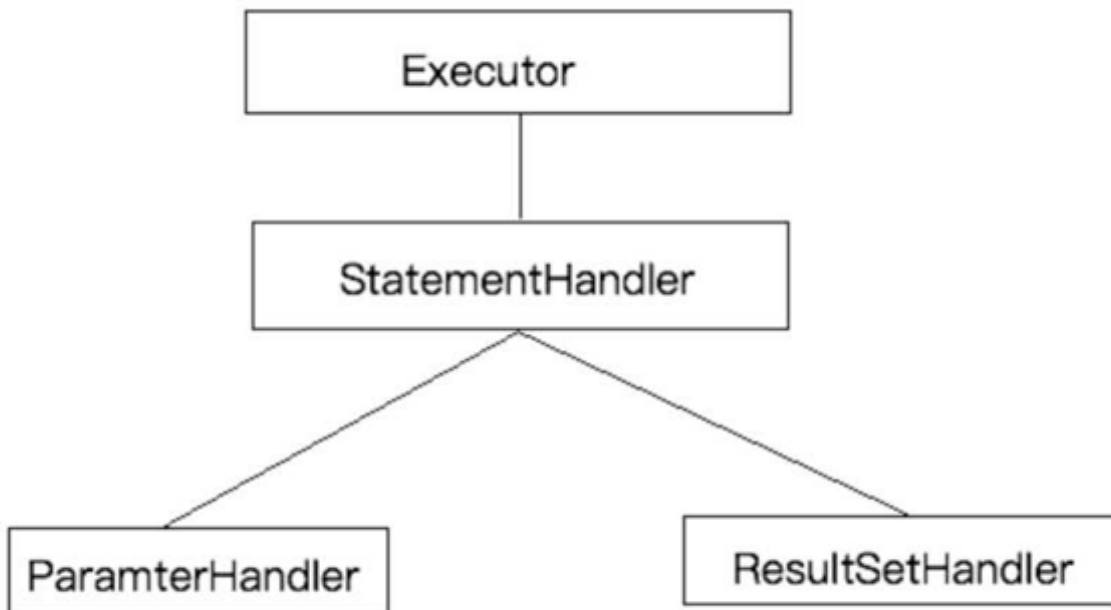 Executor
StatementHandler
ParamterHandler
ResultSetHandler